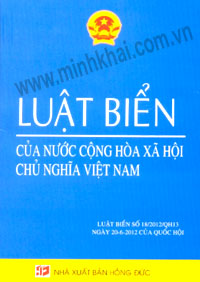 www.minhkhai.com.vn
LUẬT BIỂN
CỦA NƯỚC CỘNG HÒA XÃ HỘI
CHỦ NGHĨA VIỆT NAM
LUẬT BIỂN SỐ 18/2012/QH13
NGÀY 20-6-2012 CỦA QUỐC HỘI
NHÀ XUẤT BẢN HỒNG ĐỨC